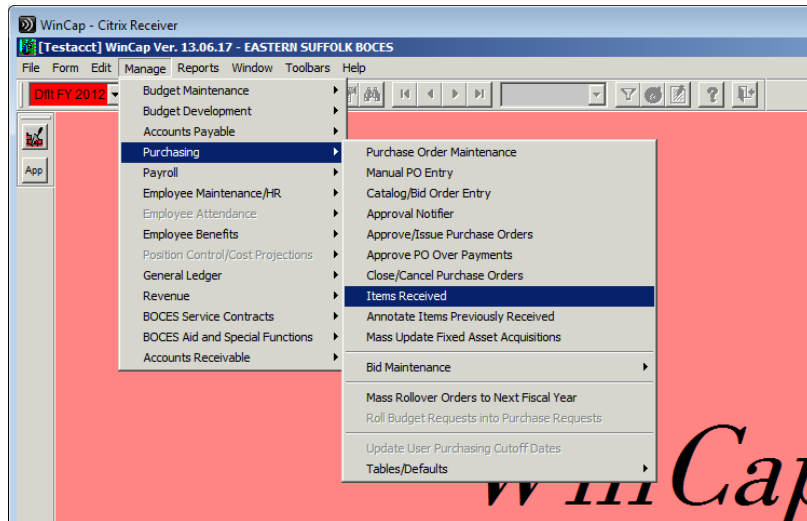 WinCap - Citrix Receiver
[Testacct] WinCap Ver. 13.06.17 - EASTERN SUFFOLK BOCES
File Form Edit Manage Reports Window Toolbars Help
Dflt FY 2012
App
Budget Maintenance
Budget Development
Accounts Payable
Purchasing
Payroll
Employee Maintenance/HR
Employee Attendance
Employee Benefits
Position Control/Cost Projections
General Ledger
Revenue
BOCES Service Contracts
BOCES Aid and Special Functions
Accounts Receivable
Purchase Order Maintenance
Manual PO Entry
Catalog/Bid Order Entry
Approval Notifier
Approve/Issue Purchase Orders
Approve PO Over Payments
Close/Cancel Purchase Orders
Items Received
Annotate Items Previously Received
Mass Update Fixed Asset Acquisitions
Bid Maintenance
Mass Rollover Orders to Next Fiscal Year
Roll Budget Requests into Purchase Requests
Update User Purchasing Cutoff Dates
Tables/Defaults
WinCap